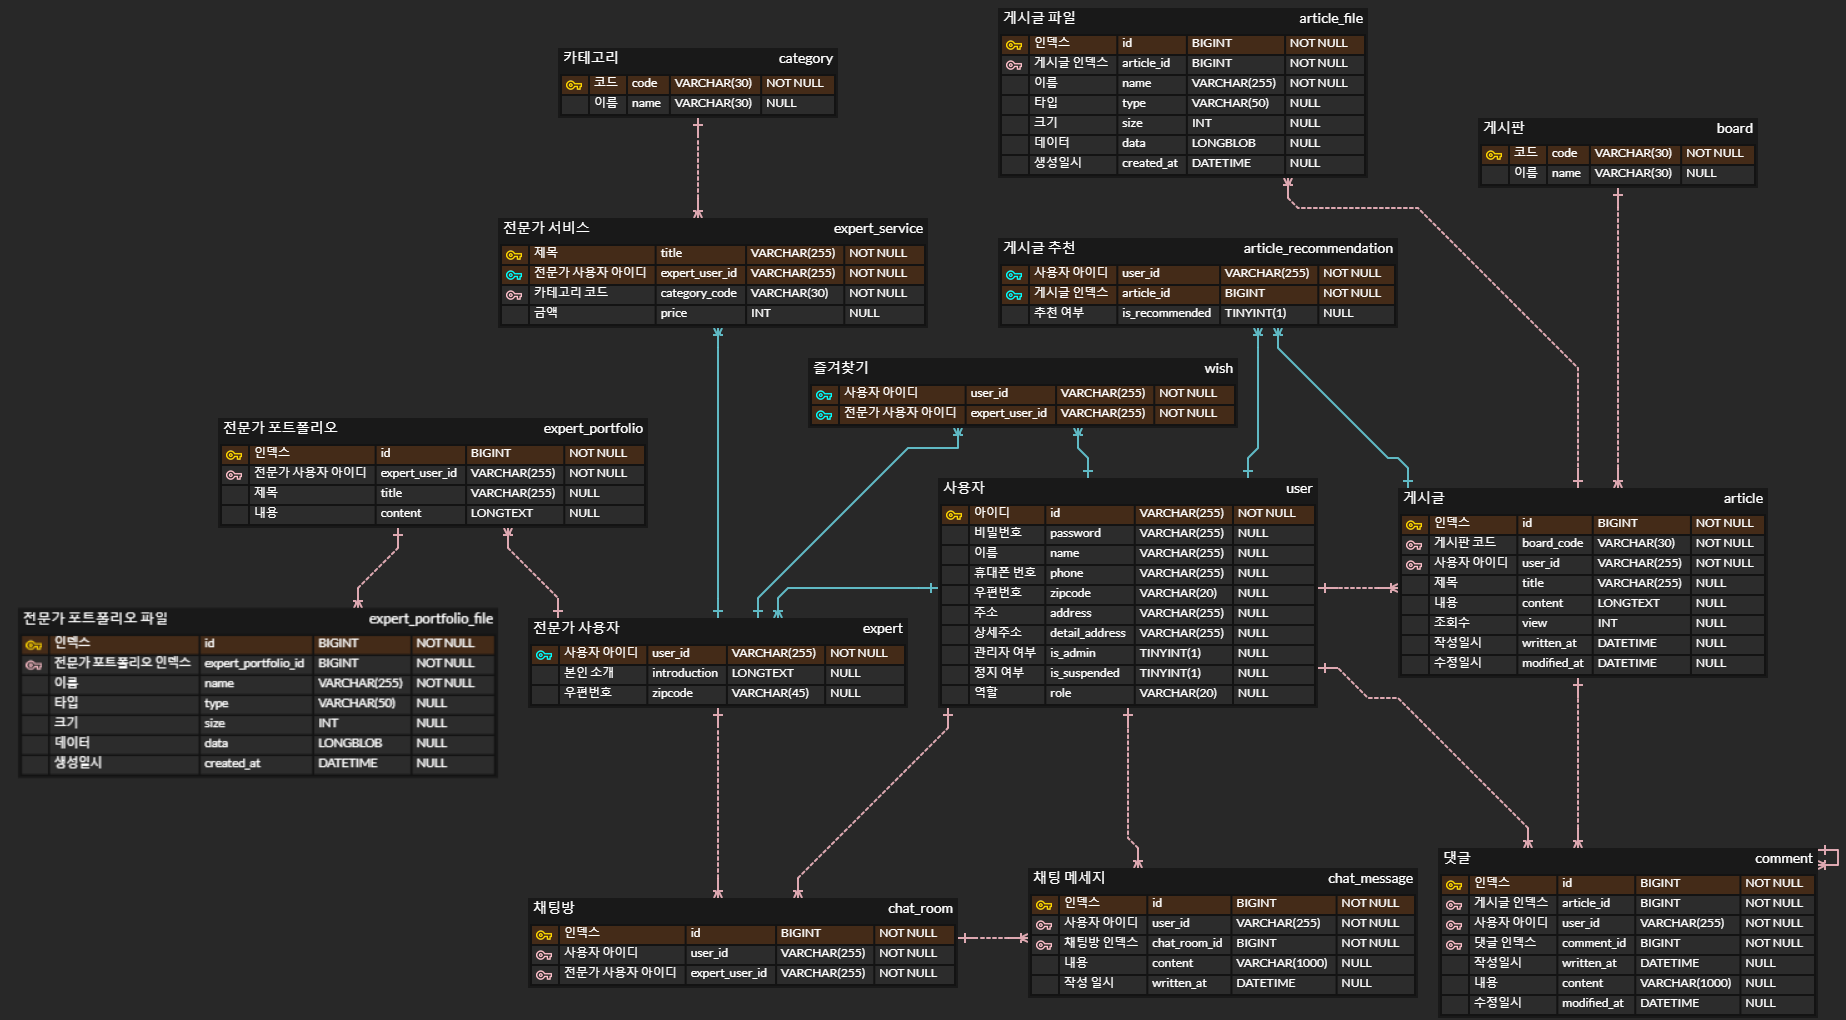 게시글 파일 article_file
인덱스 id BIGINT NOT NULL
게시글 인덱스 article_id BIGINT NOT NULL
이름 name VARCHAR(255) NOT NULL
타입 type VARCHAR(50) NULL
크기 size INT NULL
데이터 data LONGBLOB NULL
생성일시 created_at DATETIME NULL
카테고리 category
코드 code VARCHAR(30) NOT NULL
이름 name VARCHAR(30) NULL
게시판 board
코드 code VARCHAR(30) NOT NULL
이름 name VARCHAR(30) NULL
전문가 서비스 expert_service
제목 title VARCHAR(255) NOT NULL
전문가 사용자 아이디 expert_user_id VARCHAR(255) NOT NULL
카테고리 코드 category_code VARCHAR(30) NOT NULL
금액 price INT NULL
게시글 추천 article_recommendation
사용자 아이디 user_id VARCHAR(255) NOT NULL
게시글 인덱스 article_id BIGINT NOT NULL
추천 여부 is_recommended TINYINT(1) NULL
즐겨찾기 wish
사용자 아이디 user_id VARCHAR(255) NOT NULL
전문가 사용자 아이디 expert_user_id VARCHAR(255) NOT NULL
전문가 포트폴리오 expert_portfolio
인덱스 id BIGINT NOT NULL
전문가 사용자 아이디 expert_user_id VARCHAR(255) NOT NULL
제목 title VARCHAR(255) NULL
내용 content LONGTEXT NULL
사용자 user
아이디 id VARCHAR(255) NOT NULL
비밀번호 password VARCHAR(255) NULL
이름 name VARCHAR(255) NULL
휴대폰 번호 phone VARCHAR(255) NULL
우편번호 zipcode VARCHAR(20) NULL
주소 address VARCHAR(255) NULL
상세주소 detail_address VARCHAR(255) NULL
관리자 여부 is_admin TINYINT(1) NULL
정지 여부 is_suspended TINYINT(1) NULL
역할 role VARCHAR(20) NULL
게시글 article
인덱스 id BIGINT NOT NULL
게시판 코드 board_code VARCHAR(30) NOT NULL
사용자 아이디 user_id VARCHAR(255) NOT NULL
제목 title VARCHAR(255) NULL
내용 content LONGTEXT NULL
조회수 view INT NULL
작성일시 written_at DATETIME NULL
수정일시 modified_at DATETIME NULL
전문가 포트폴리오 파일 expert_portfolio_file
인덱스 id BIGINT NOT NULL
전문가 포트폴리오 인덱스 expert_portfolio_id BIGINT NOT NULL
이름 name VARCHAR(255) NOT NULL
타입 type VARCHAR(50) NULL
크기 size INT NULL
데이터 data LONGBLOB NULL
생성일시 created_at DATETIME NULL
전문가 사용자 expert
사용자 아이디 user_id VARCHAR(255) NOT NULL
본인 소개 introduction LONGTEXT NULL
우편번호 zipcode VARCHAR(45) NULL
채팅방 chat_room
인덱스 id BIGINT NOT NULL
사용자 아이디 user_id VARCHAR(255) NOT NULL
전문가 사용자 아이디 expert_user_id VARCHAR(255) NOT NULL
채팅 메세지 chat_message
인덱스 id BIGINT NOT NULL
사용자 아이디 user_id VARCHAR(255) NOT NULL
채팅방 인덱스 chat_room_id BIGINT NOT NULL
내용 content VARCHAR(1000) NULL
작성 일시 written_at DATETIME NULL
댓글 comment
인덱스 id BIGINT NOT NULL
게시글 인덱스 article_id BIGINT NOT NULL
사용자 아이디 user_id VARCHAR(255) NOT NULL
댓글 인덱스 comment_id BIGINT NOT NULL
작성일시 written_at DATETIME NULL
내용 content VARCHAR(1000) NULL
수정일시 modified_at DATETIME NULL